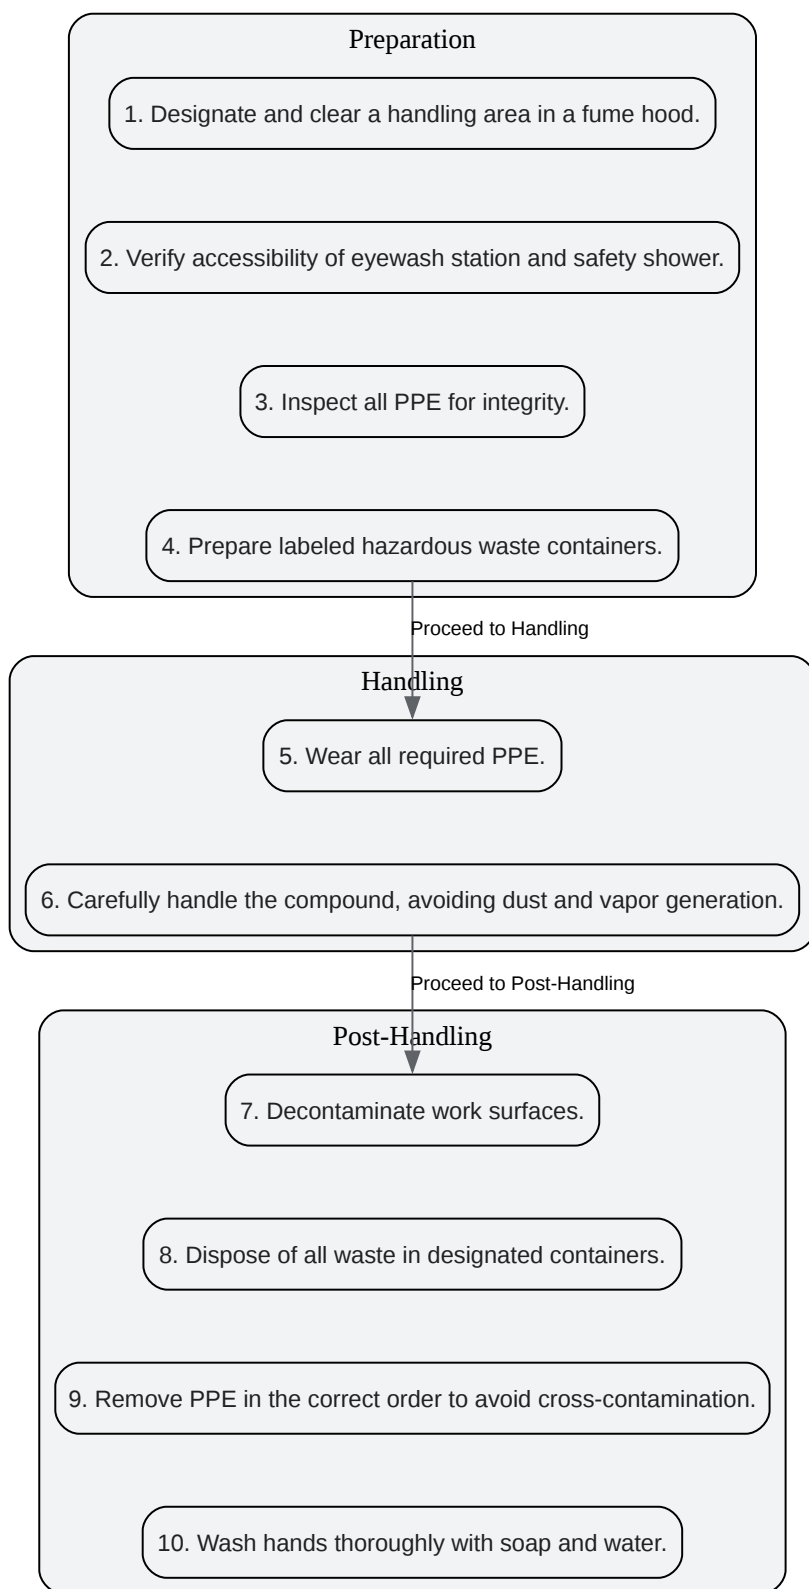 Preparation
1. Designate and clear a handling area in a fume hood.
2. Verify accessibility of eyewash station and safety shower.
3. Inspect all PPE for integrity.
4. Prepare labeled hazardous waste containers.
Proceed to Handling
Handling
5. Wear all required PPE.
6. Carefully handle the compound, avoiding dust and vapor generation.
Proceed to Post-Handling
Post-Handling
7. Decontaminate work surfaces.
8. Dispose of all waste in designated containers.
9. Remove PPE in the correct order to avoid cross-contamination.
10. Wash hands thoroughly with soap and water.